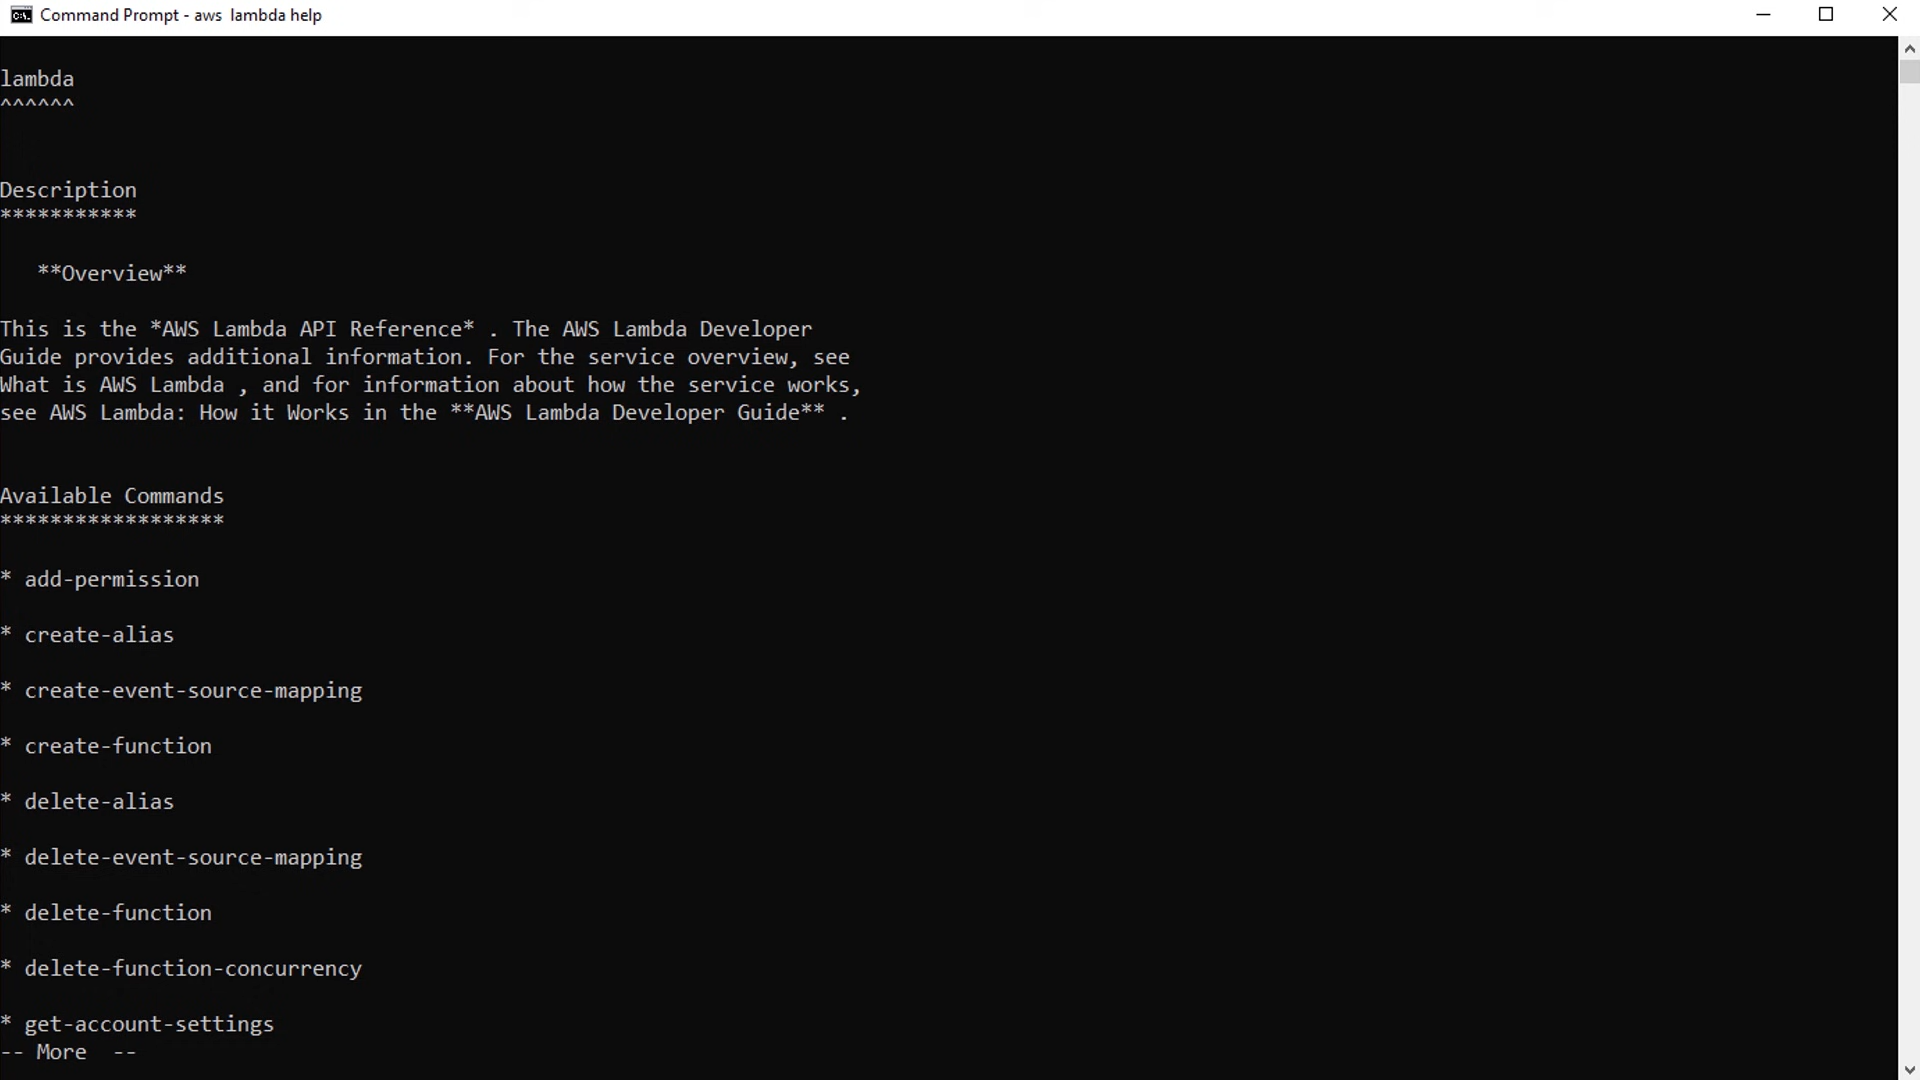 Command Prompt - aws  lambda help
lambda
^^^^^^
Description
***********
**Overview**
This is the *AWS Lambda API Reference* . The AWS Lambda Developer
Guide provides additional information. For the service overview, see
What is AWS Lambda , and for information about how the service works,
see AWS Lambda: How it Works in the **AWS Lambda Developer Guide** .
Available Commands
******************
* add-permission
* create-alias
* create-event-source-mapping
* create-function
* delete-alias
* delete-event-source-mapping
* delete-function
* delete-function-concurrency
* get-account-settings
-- More  --